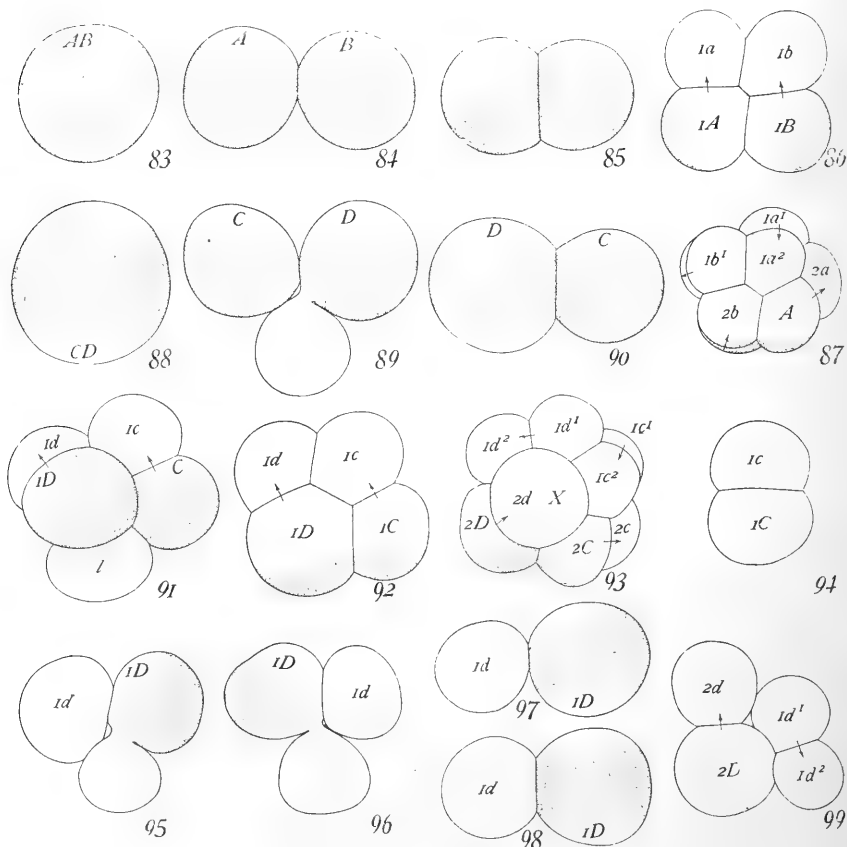 AB
83
A B
84
85
1a 1b
1A 1B
86
CD
88
C D
89
D C
90
1a¹
1b¹ 1a² 2a
2b A
87
1d 1c
1D C
l
91
1d 1c
1D 1C
92
1d² 1d¹ 1c¹
1c²
2D 2d X
2C 2c
93
1c
1C
94
1d 1D
95
1D 1d
96
1d 1D
97
1d 1D
98
2d 1d¹
1d²
99